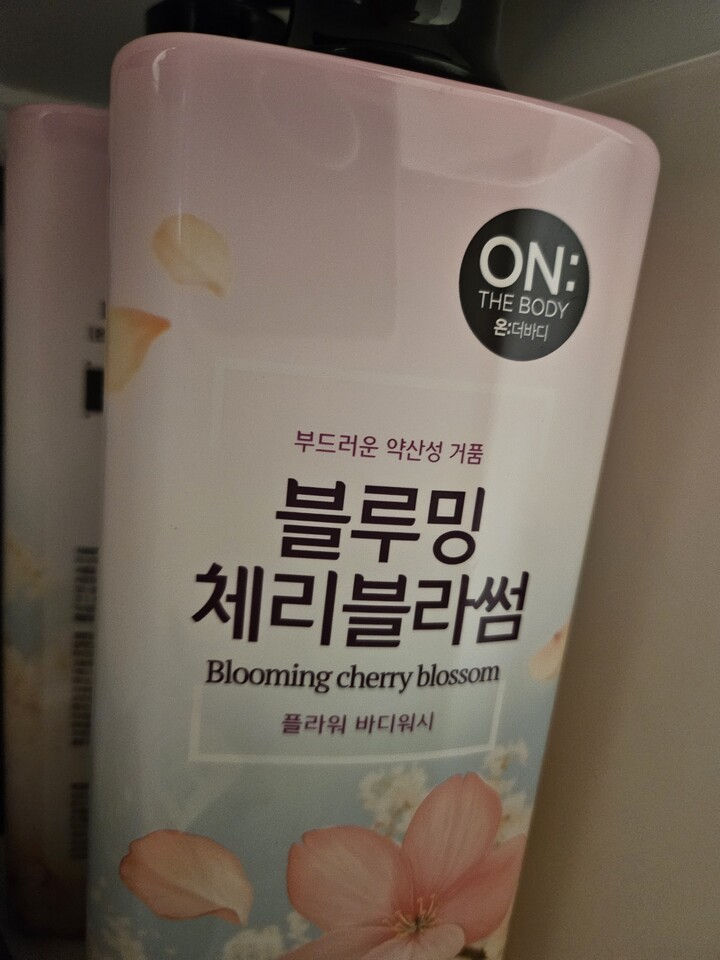 ON:
THE BODY
온:더바디
부드러운 약산성 거품
블루밍
체리블라썸
Blooming cherry blossom
플라워 바디워시